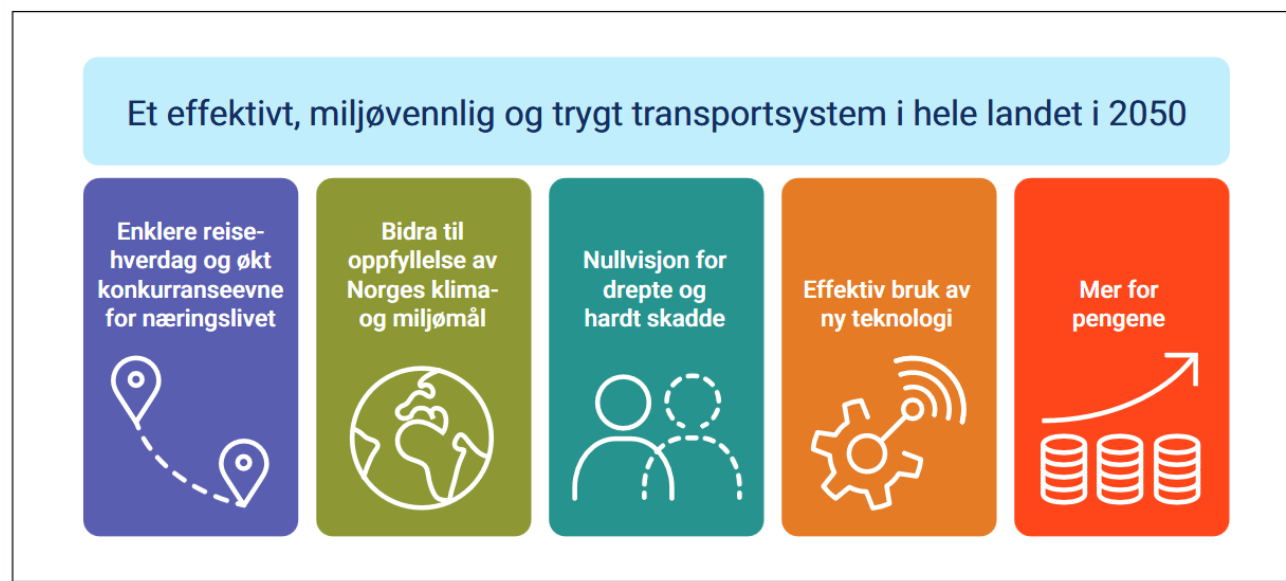 Et effektivt, miljøvennlig og trygt transportsystem i hele landet i 2050
Enklere reise-
hverdag og økt
konkurranseevne
for næringslivet
Bidra til
oppfyllelse av
Norges klima-
og miljømål
Nullvisjon for
drepte og
hardt skadde
Effektiv bruk av
ny teknologi
Mer for
pengene